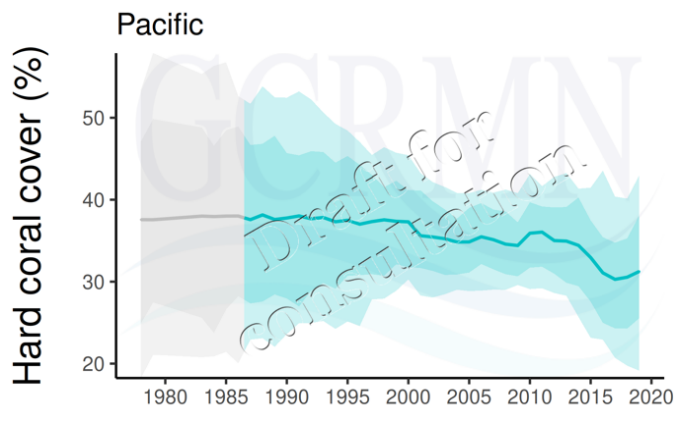 Pacific
GCRMN
Hard coral cover (%)
50
40
30
20
Draft for
consultation
1980 1985 1990 1995 2000 2005 2010 2015 2020